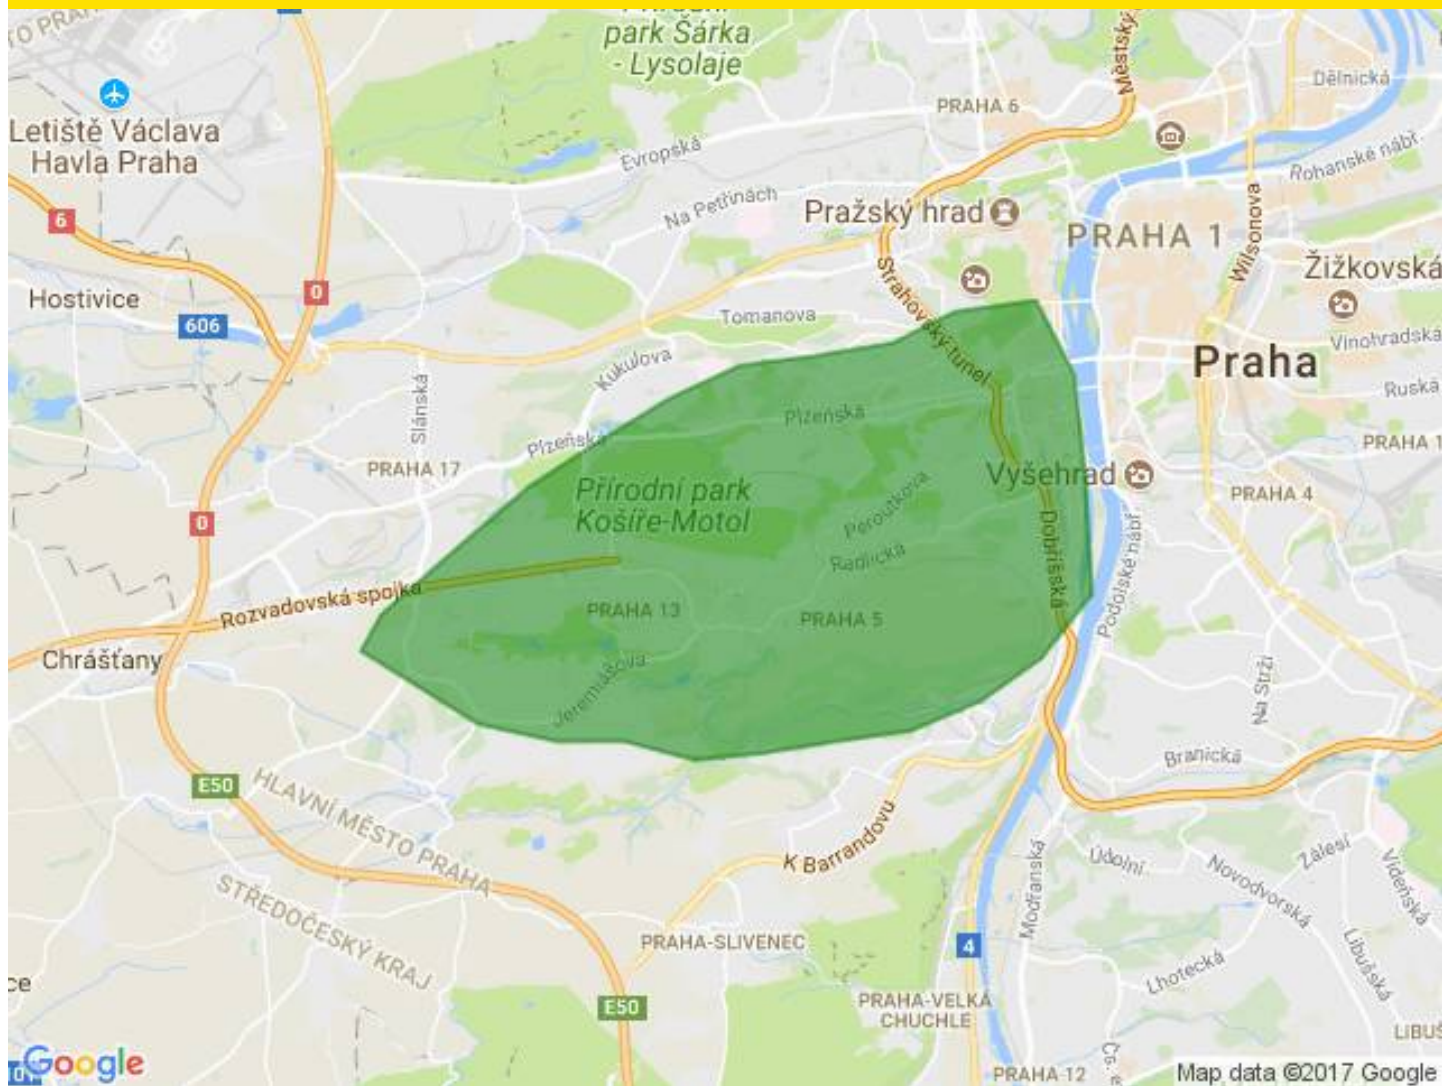 Přírodní
park Šárka
- Lysolaje
Městský
Dělnická
PRAHA 6
Letiště Václava
Havla Praha
Evropská
Rohanské nábř.
Na Petřinách
6
Pražský hrad
PRAHA 1
Wilsonova
Strahovský tunel
Žižkovská
Hostivice
0
606
Tomanova
Vinohradská
Praha
Kukulova
Ruská
Slánská
Plzeňská
Plzeňská
PRAHA 17
PRAHA 1
Vyšehrad
Přírodní park
Košíře-Motol
Peroutkova
PRAHA 4
0
Radlická
Dobříšská
Podolské nábř.
Rozvadovská spojka
PRAHA 13
PRAHA 5
Chrášťany
Jeremiášova
Na Strži
Branická
E50
HLAVNÍ MĚSTO PRAHA
STŘEDOČESKÝ KRAJ
K Barrandovu
Údolní
Zálesí
Novodvorská
Vídeňská
Modřanská
PRAHA-SLIVENEC
4
Libušská
Lhotecká
E50
PRAHA-VELKÁ
CHUCHLE
LIBUŠ
Google
PRAHA 12
Map data ©2017 Google